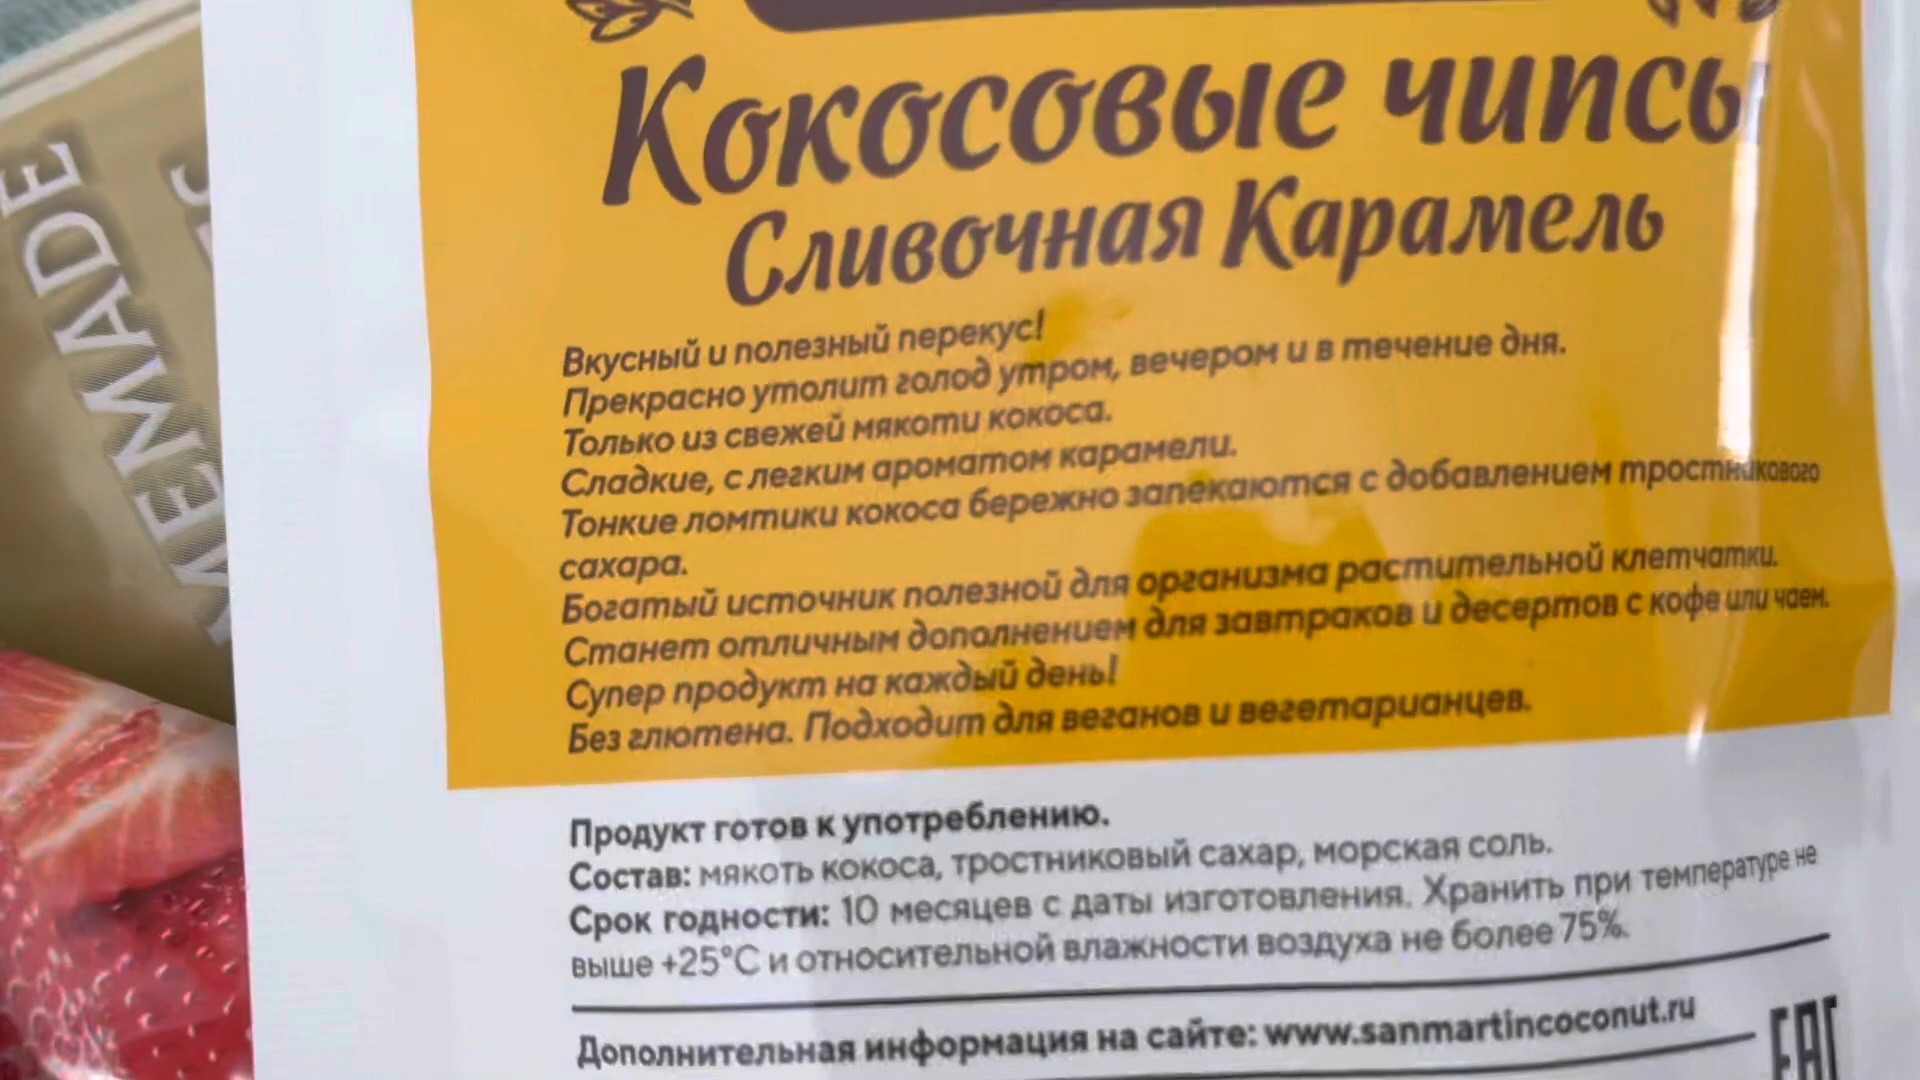 Кокосовые чипсы
Сливочная Карамель
Вкусный и полезный перекус!
Прекрасно утолит голод утром, вечером и в течение дня.
Только из свежей мякоти кокоса.
Сладкие, с легким ароматом карамели.
Тонкие ломтики кокоса бережно запекаются с добавлением тростникового
сахара.
Богатый источник полезной для организма растительной клетчатки.
Станет отличным дополнением для завтраков и десертов с кофе или чаем.
Супер продукт на каждый день!
Без глютена. Подходит для веганов и вегетарианцев.
Продукт готов к употреблению.
Состав: мякоть кокоса, тростниковый сахар, морская соль.
Срок годности: 10 месяцев с даты изготовления. Хранить при температуре не
выше +25°C и относительной влажности воздуха не более 75%.
Дополнительная информация на сайте: www.sanmartincoconut.ru
EAC